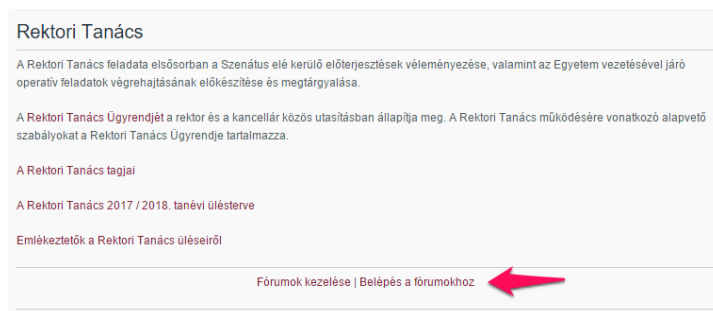 Rektori Tanács
A Rektori Tanács feladata elsősorban a Szenátus elé kerülő előterjesztések véleményezése, valamint az Egyetem vezetésével járó
operatív feladatok végrehajtásának előkészítése és megtárgyalása.
A Rektori Tanács Ügyrendjét a rektor és a kancellár közös utasításban állapítja meg. A Rektori Tanács működésére vonatkozó alapvető
szabályokat a Rektori Tanács Ügyrendje tartalmazza.
A Rektori Tanács tagjai
A Rektori Tanács 2017 / 2018. tanévi ülésterve
Emlékeztetők a Rektori Tanács üléseiről
Fórumok kezelése | Belépés a fórumokhoz